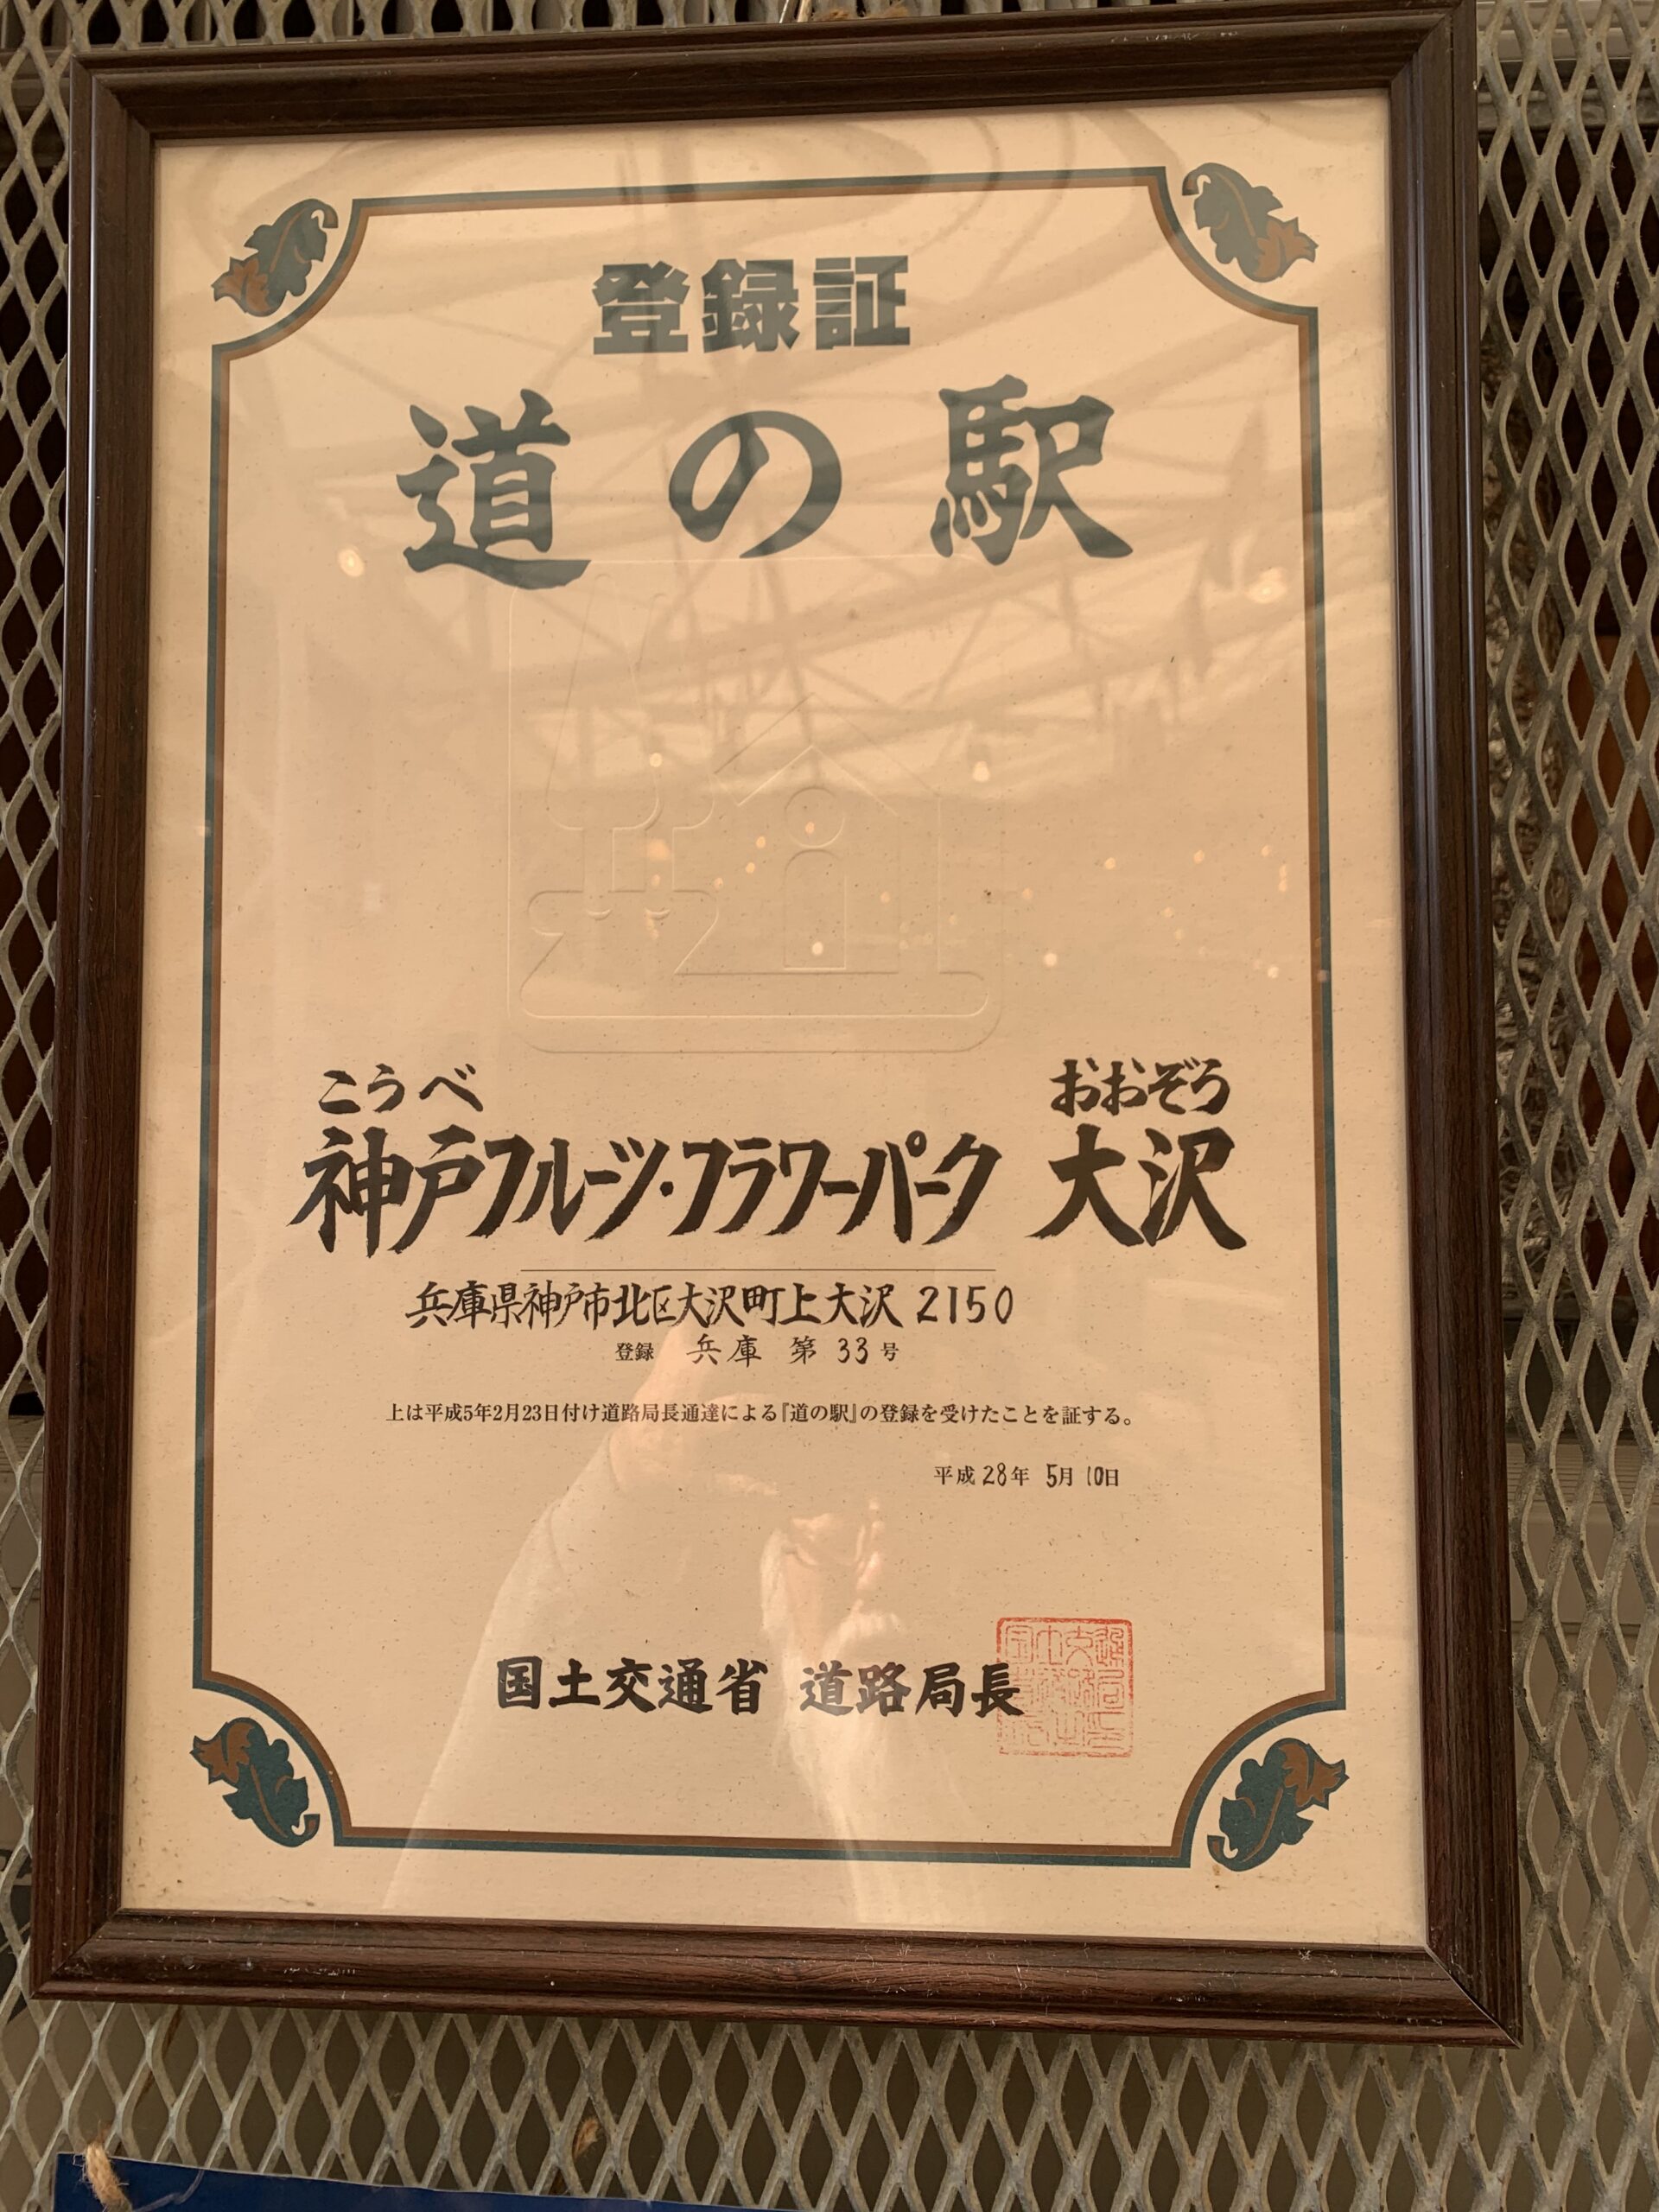 登録証
道の駅
こうべ おおぞう
神戸フルーツ・フラワーパーク 大沢
兵庫県神戸市北区大沢町上大沢 2150
登録 兵庫 第 33 号
上は平成5年2月23日付け道路局長通達による『道の駅』の登録を受けたことを証する。
平成 28年 5月 10日
国土交通省 道路局長